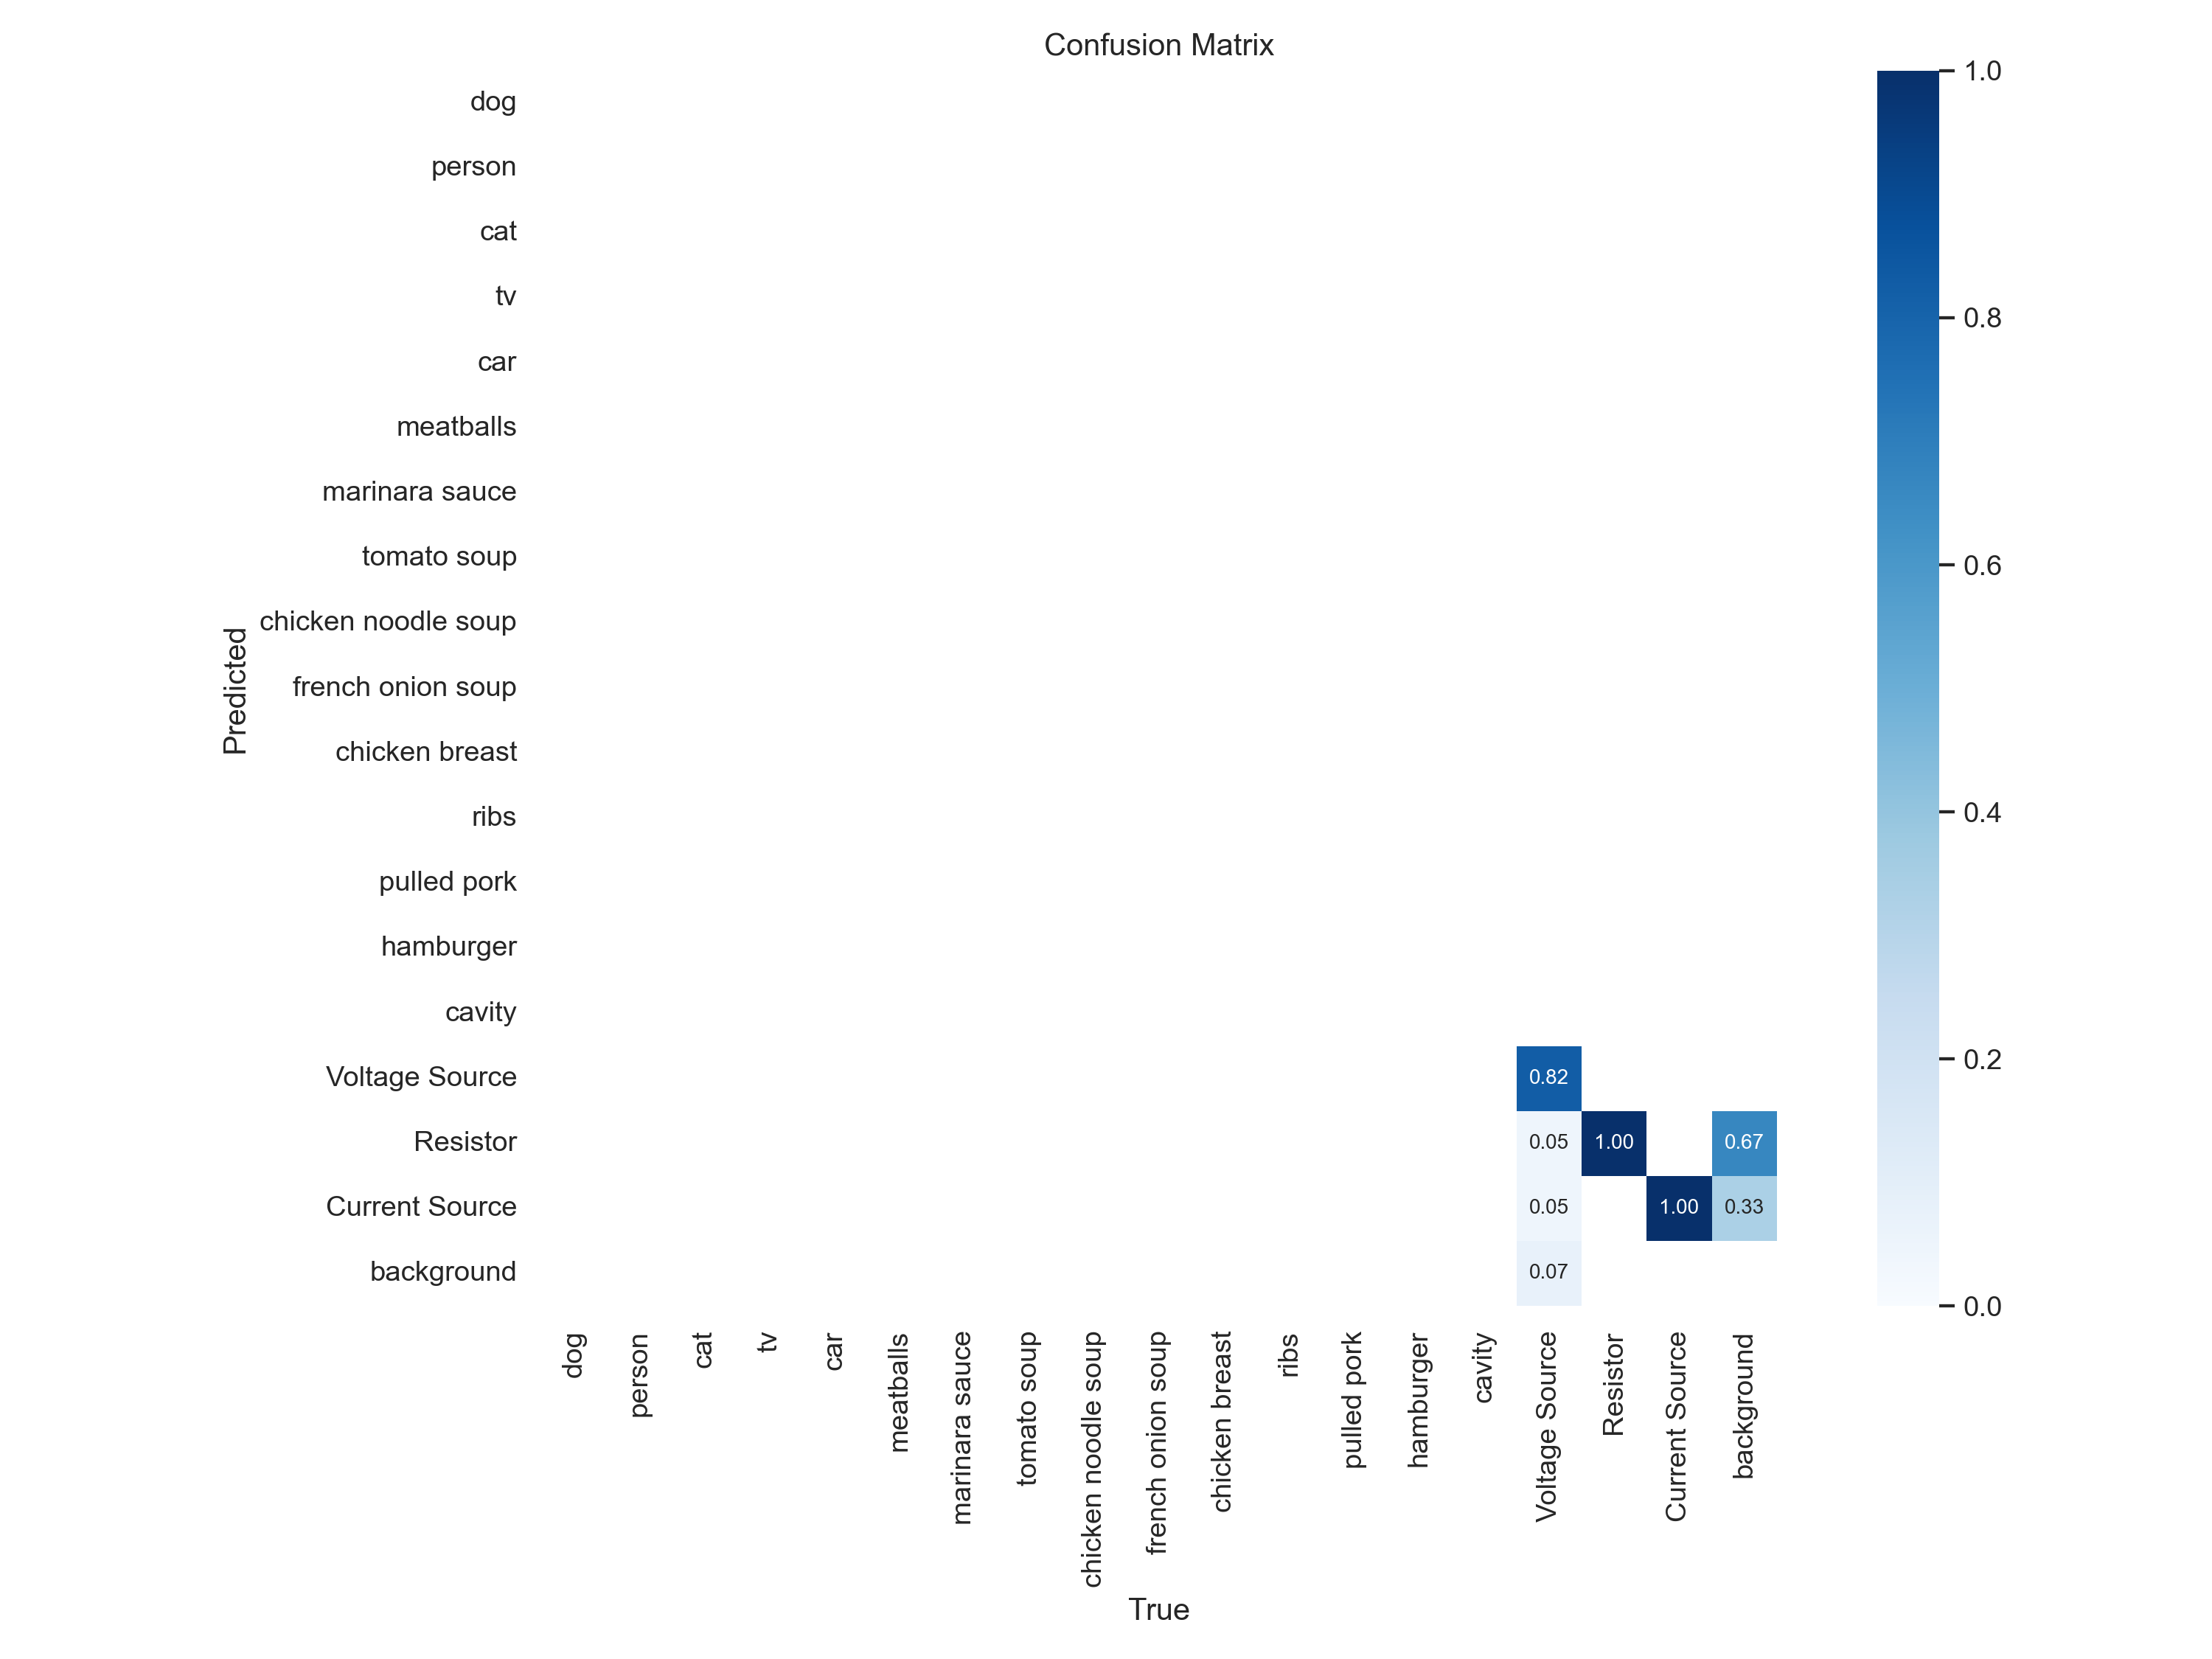 Confusion Matrix
dog
person
cat
tv
car
meatballs
marinara sauce
tomato soup
chicken noodle soup
french onion soup
chicken breast
ribs
pulled pork
hamburger
cavity
Voltage Source
Resistor
Current Source
background
Predicted
0.82
0.05 1.00 0.67
0.05 1.00 0.33
0.07
dog
person
cat
tv
car
meatballs
marinara sauce
tomato soup
chicken noodle soup
french onion soup
chicken breast
ribs
pulled pork
hamburger
cavity
Voltage Source
Resistor
Current Source
background
True
1.0
0.8
0.6
0.4
0.2
0.0